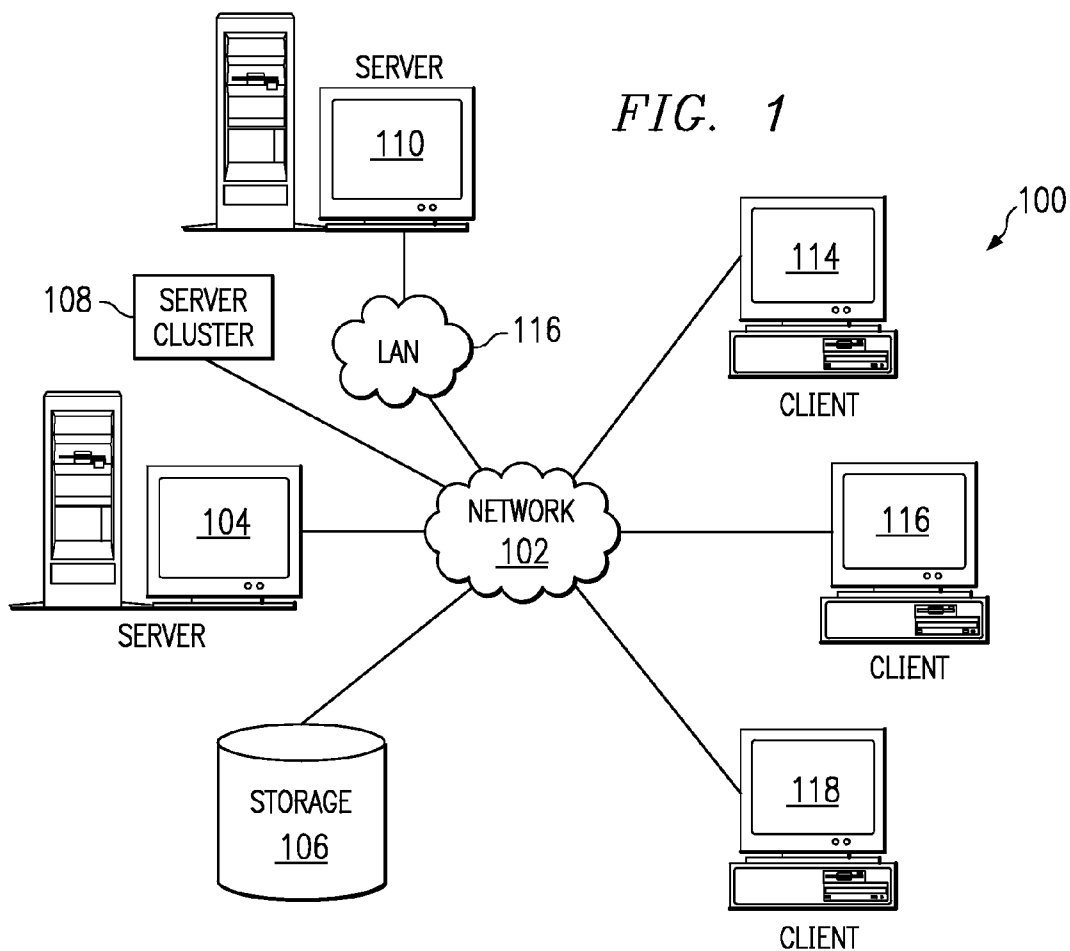 SERVER
110
FIG. 1
100
114
CLIENT
108
SERVER
CLUSTER
LAN
116
104
SERVER
NETWORK
102
116
CLIENT
STORAGE
106
118
CLIENT